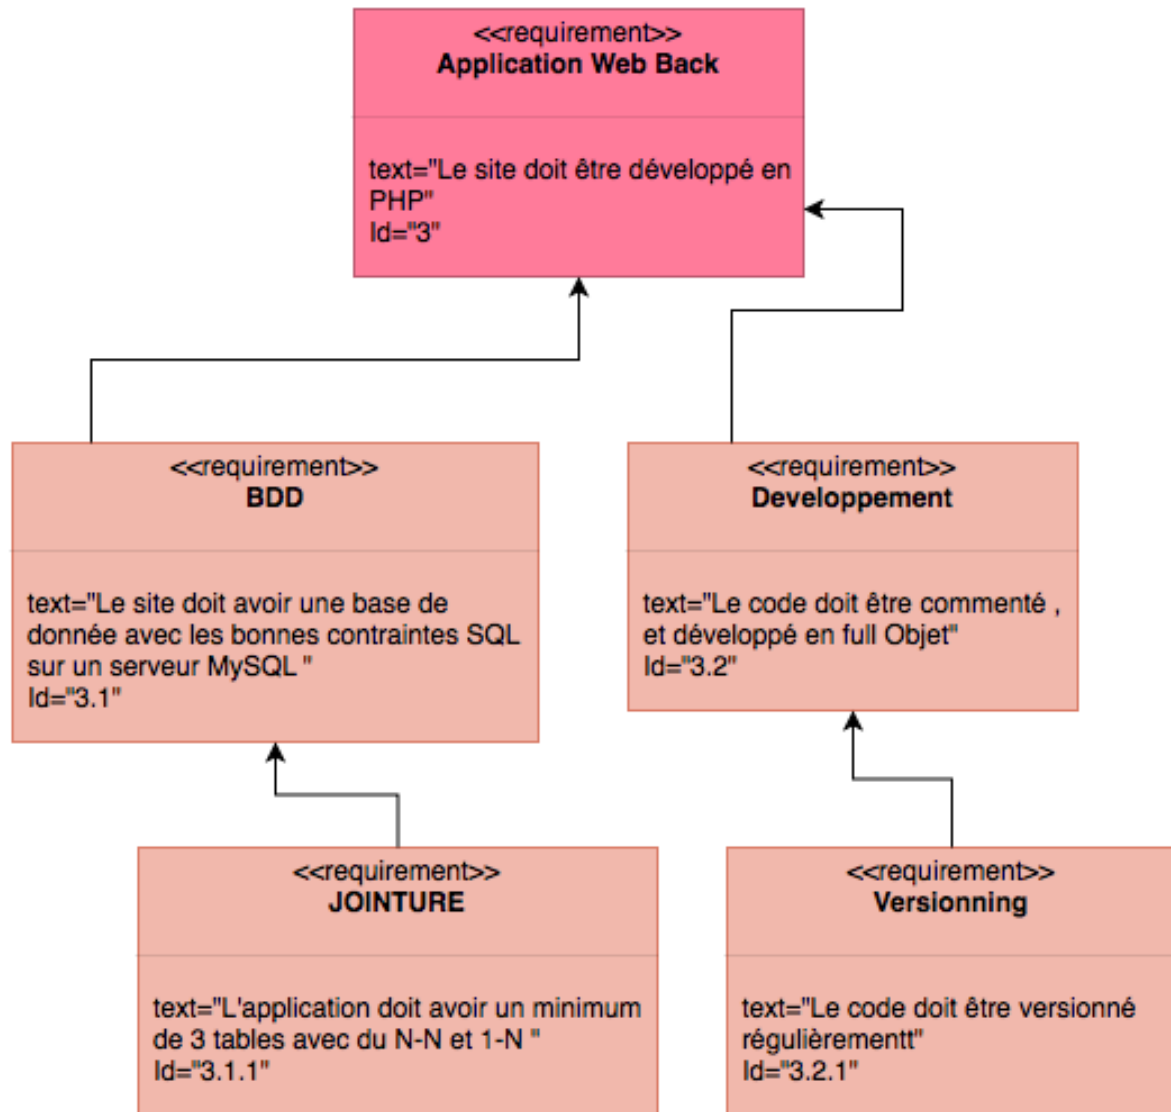 <<requirement>>
Application Web Back
text="Le site doit être développé en
PHP"
Id="3"
<<requirement>>
BDD
text="Le site doit avoir une base de
donnée avec les bonnes contraintes SQL
sur un serveur MySQL "
Id="3.1"
<<requirement>>
Developpement
text="Le code doit être commenté ,
et développé en full Objet"
Id="3.2"
<<requirement>>
JOINTURE
text="L'application doit avoir un minimum
de 3 tables avec du N-N et 1-N "
Id="3.1.1"
<<requirement>>
Versionning
text="Le code doit être versionné
régulièrementt"
Id="3.2.1"